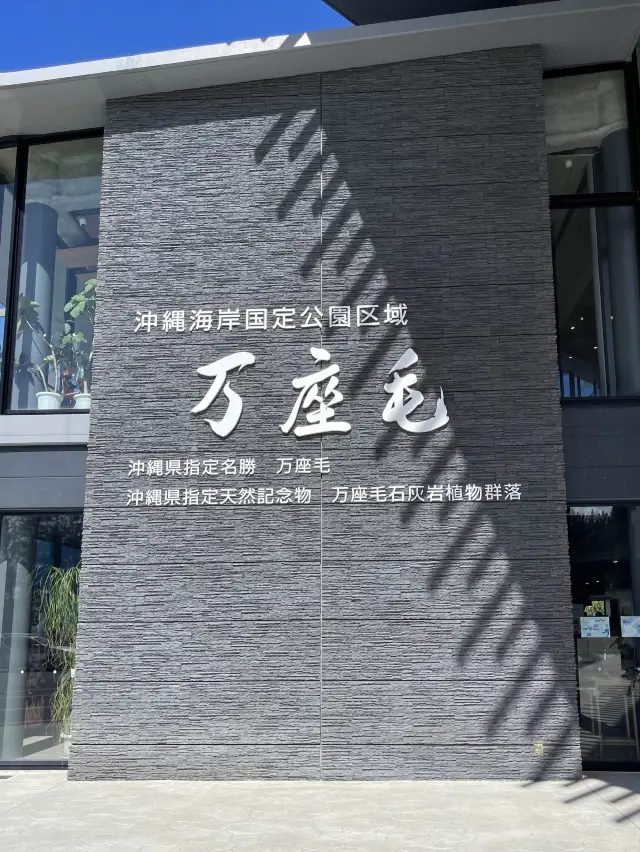 沖縄海岸国定公園区域
万座毛
沖縄県指定名勝　万座毛
沖縄県指定天然記念物　万座毛石灰岩植物群落